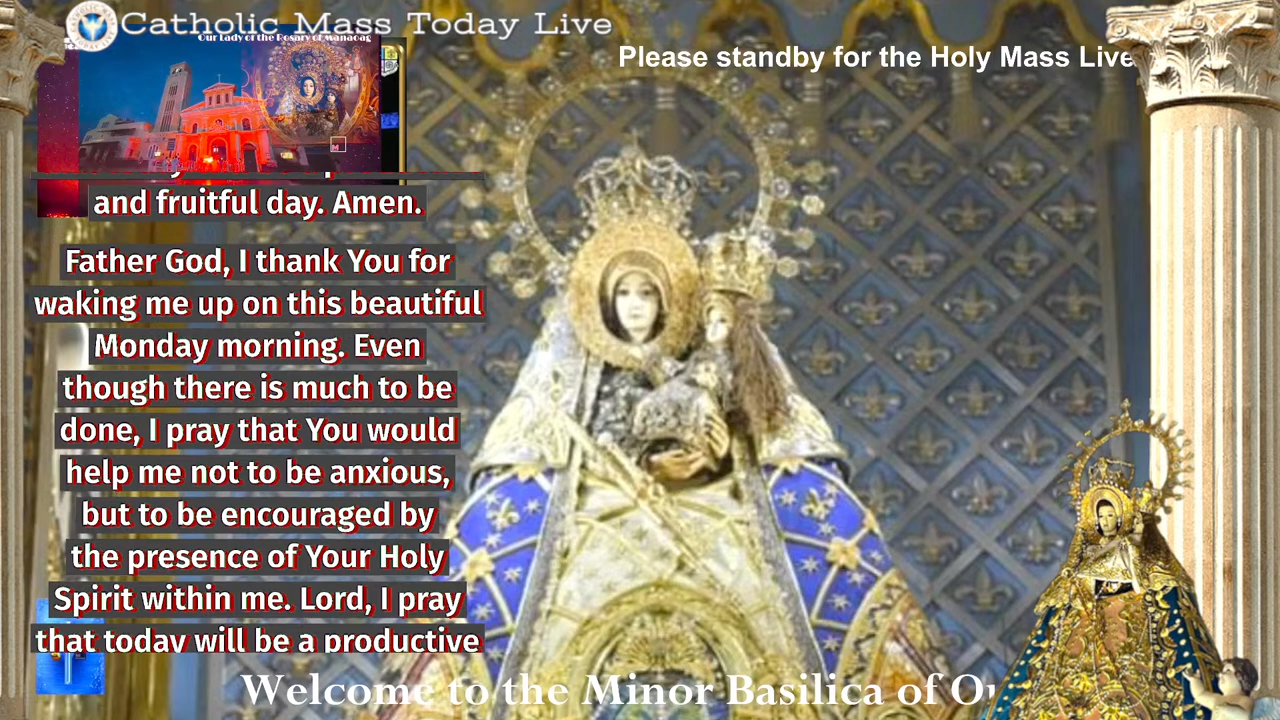 Catholic Mass Today Live
Our Lady of the Rosary of Manaoag
Please standby for the Holy Mass Live
and fruitful day. Amen.
Father God, I thank You for
waking me up on this beautiful
Monday morning. Even
though there is much to be
done, I pray that You would
help me not to be anxious,
but to be encouraged by
the presence of Your Holy
Spirit within me. Lord, I pray
that today will be a productive
Welcome to the Minor Basilica of